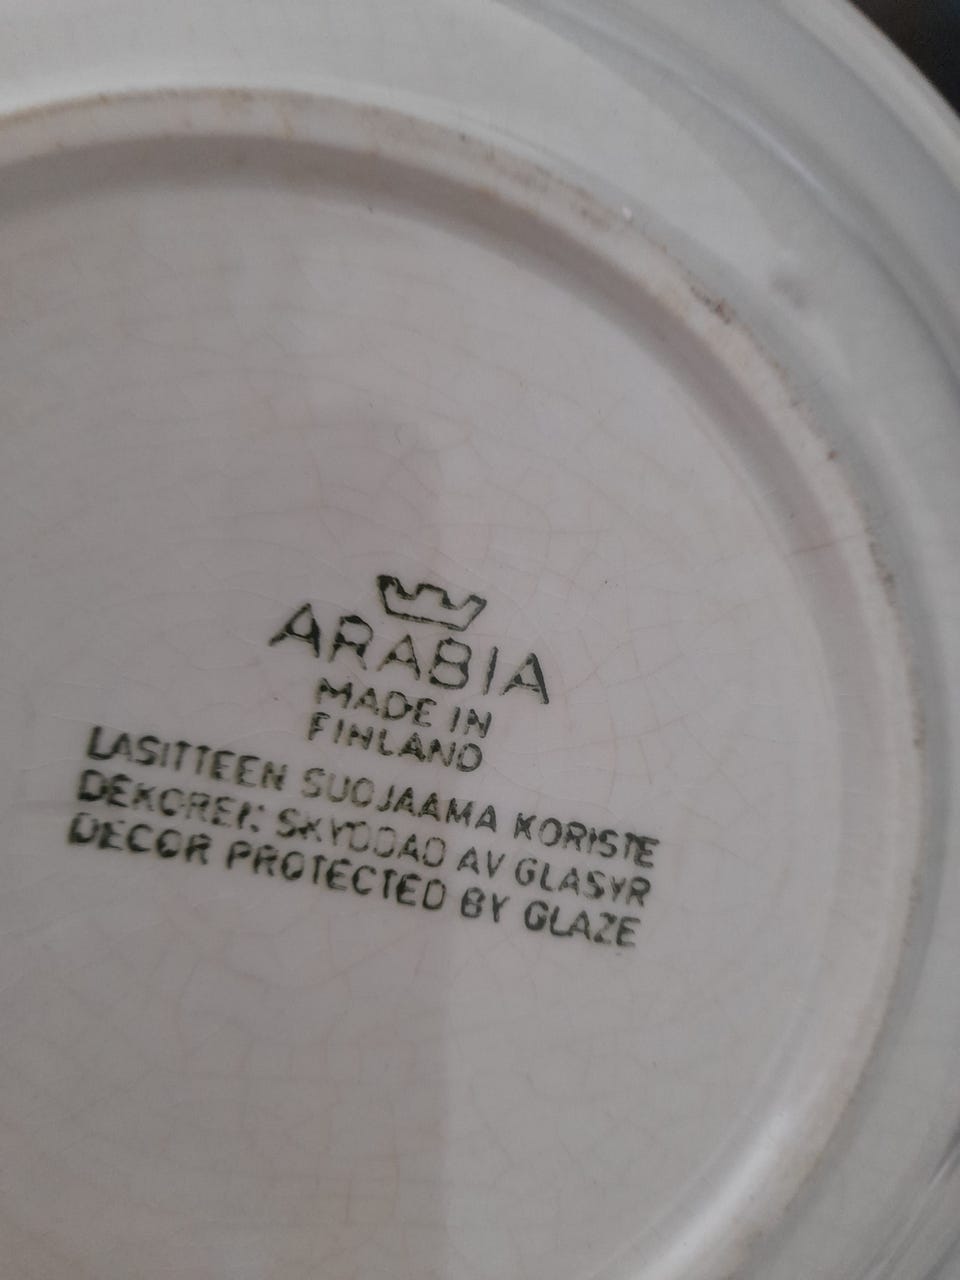 ARABIA
MADE IN
FINLAND
LASITTEEN SUOJAAMA KORISTE
DEKOREN SKYDDAD AV GLASYR
DECOR PROTECTED BY GLAZE